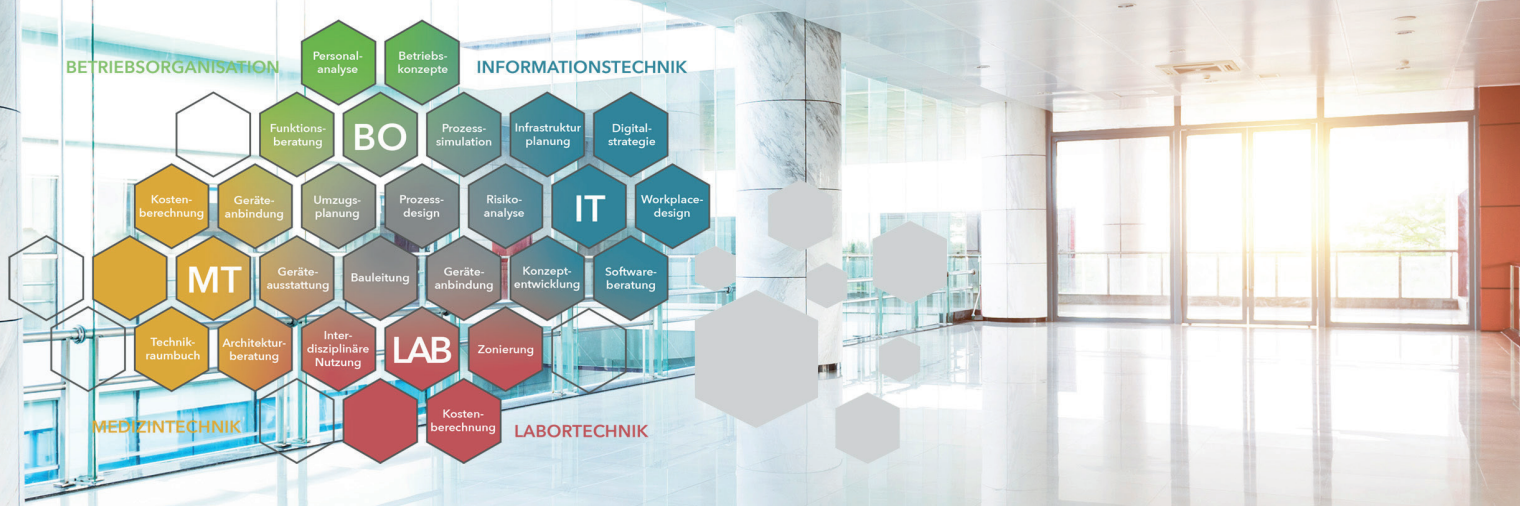 Personal-
analyse
Betriebs-
konzepte
BETRIEBSORGANISATION
INFORMATIONSTECHNIK
Funktions-
beratung
BO
Prozess-
simulation
Infrastruktur
planung
Digital-
strategie
Kosten-
berechnung
Geräte-
anbindung
Umzugs-
planung
Prozess-
design
Risiko-
analyse
IT
Workplace-
design
MT
Geräte-
ausstattung
Bauleitung
Geräte-
anbindung
Konzept-
entwicklung
Software-
beratung
Technik-
raumbuch
Architektur-
beratung
Inter-
disziplinäre
Nutzung
LAB
Zonierung
Kosten-
berechnung
MEDIZINTECHNIK
LABORTECHNIK